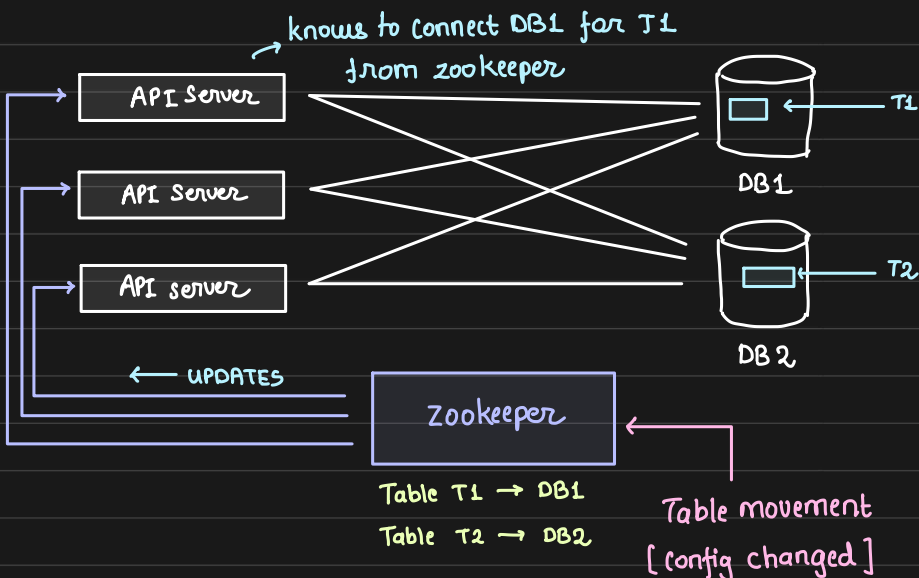 knows to connect DB1 for T1
from zookeeper
API Server
T1
DB1
API Server
API server
T2
DB2
← UPDATES
zookeeper
Table T1 → DB1
Table T2 → DB2
Table movement
[config changed]